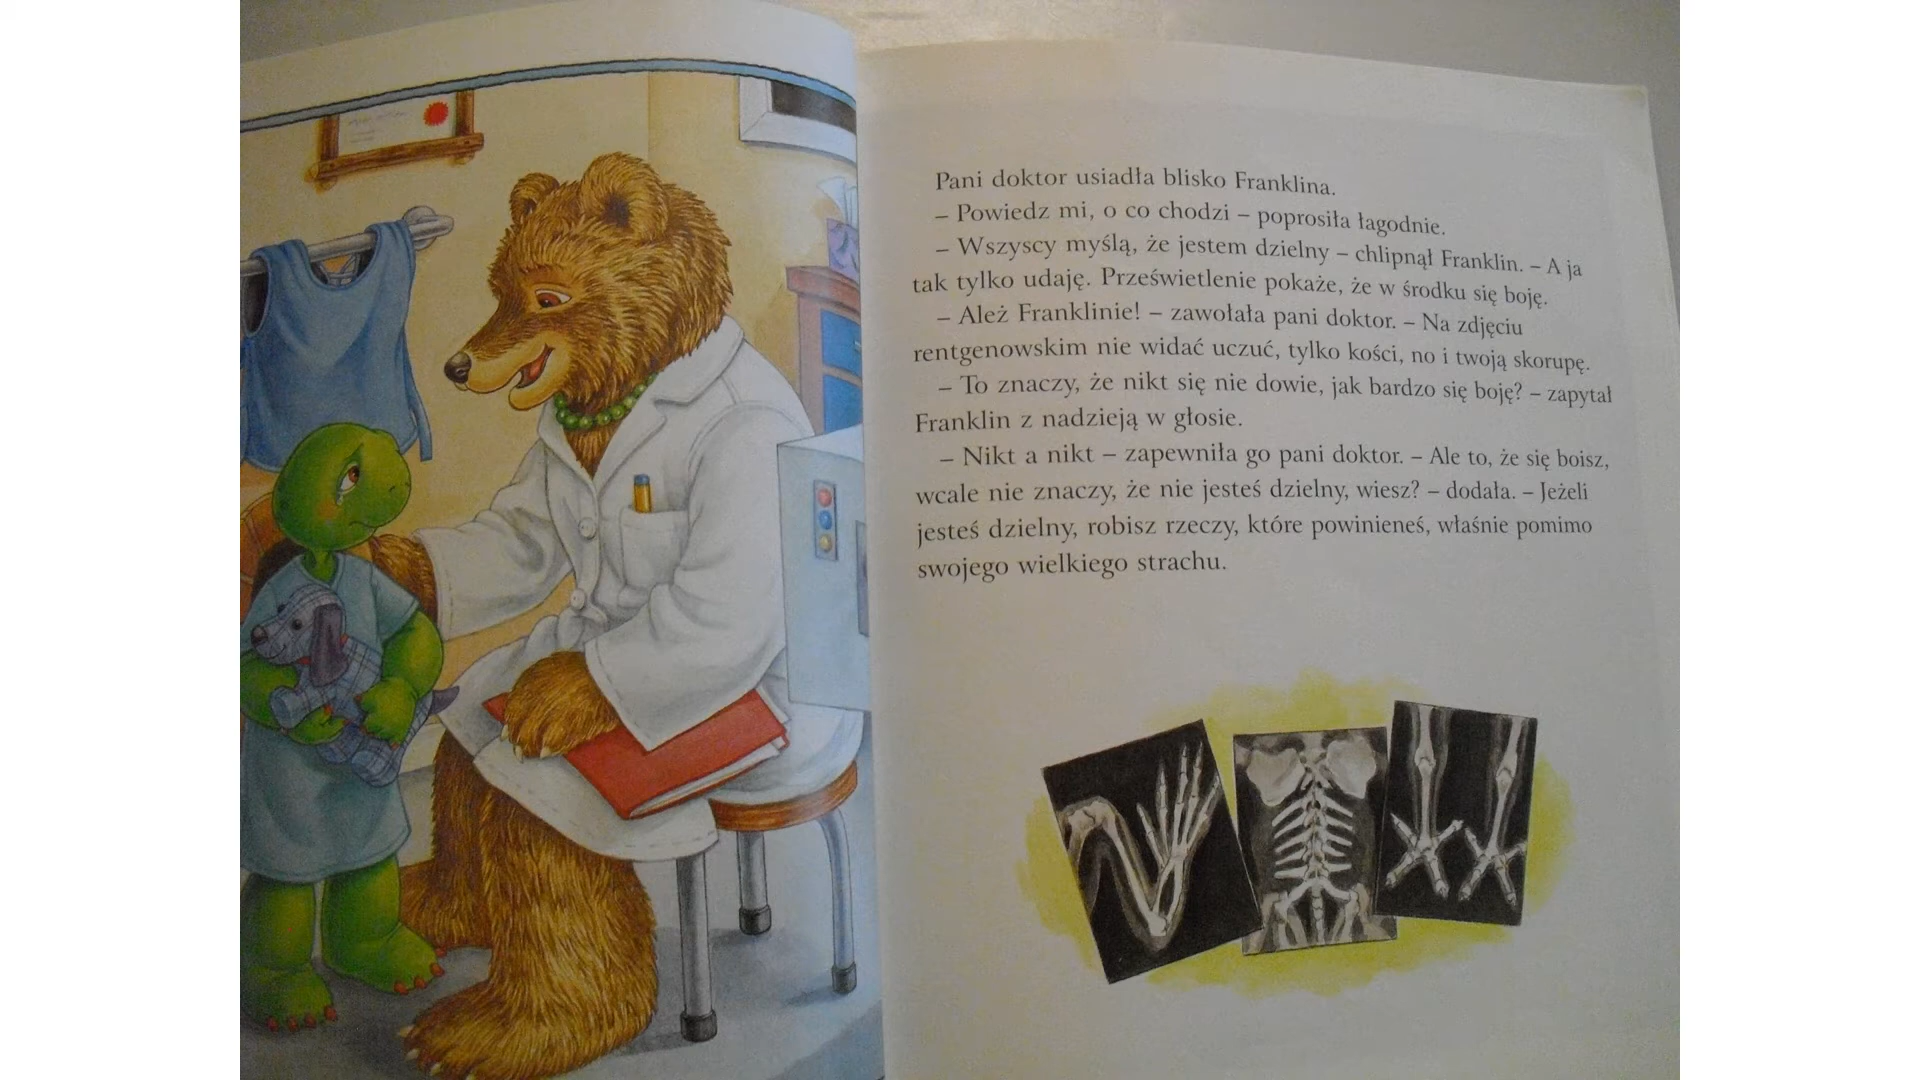 Pani doktor usiadła blisko Franklina.
– Powiedz mi, o co chodzi – poprosiła łagodnie.
– Wszyscy myślą, że jestem dzielny – chlipnął Franklin. – A ja
tak tylko udaję. Prześwietlenie pokaże, że w środku się boję.
– Ależ Franklinie! – zawołała pani doktor. – Na zdjęciu
rentgenowskim nie widać uczuć, tylko kości, no i twoją skorupę.
– To znaczy, że nikt się nie dowie, jak bardzo się boję? – zapytał
Franklin z nadzieją w głosie.
– Nikt a nikt – zapewniła go pani doktor. – Ale to, że się boisz,
wcale nie znaczy, że nie jesteś dzielny, wiesz? – dodała. – Jeżeli
jesteś dzielny, robisz rzeczy, które powinieneś, właśnie pomimo
swojego wielkiego strachu.